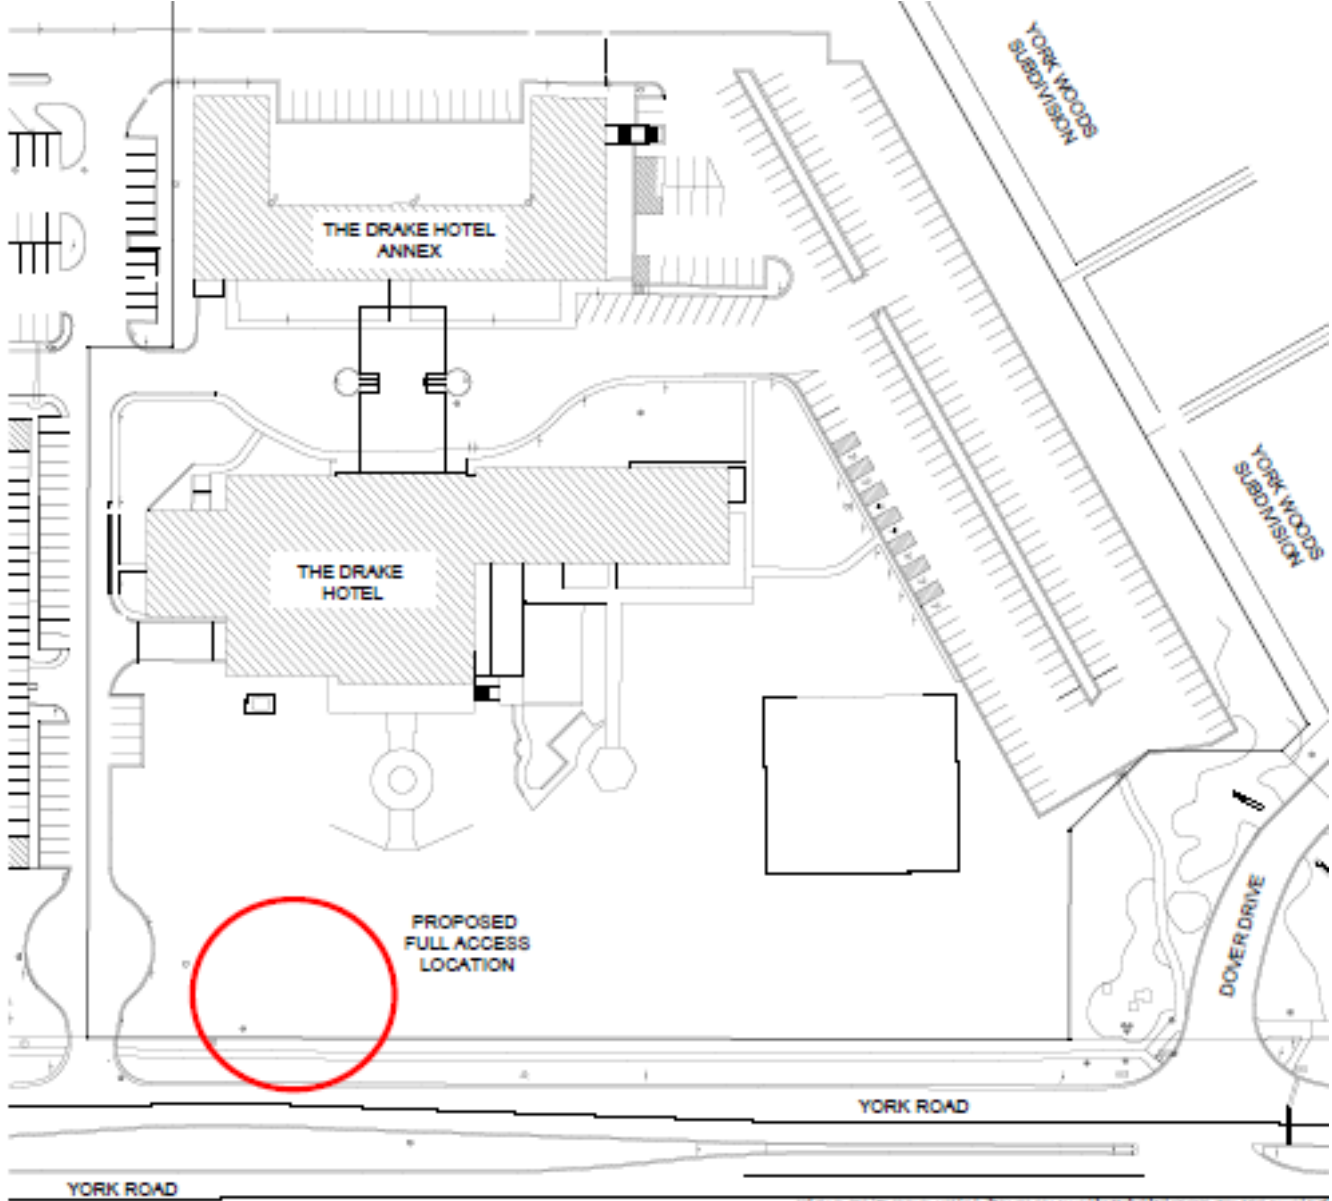 YORK WOODS
SUBDIVISION
THE DRAKE HOTEL
ANNEX
YORK WOODS
SUBDIVISION
THE DRAKE
HOTEL
PROPOSED
FULL ACCESS
LOCATION
DOVER DRIVE
YORK ROAD
YORK ROAD